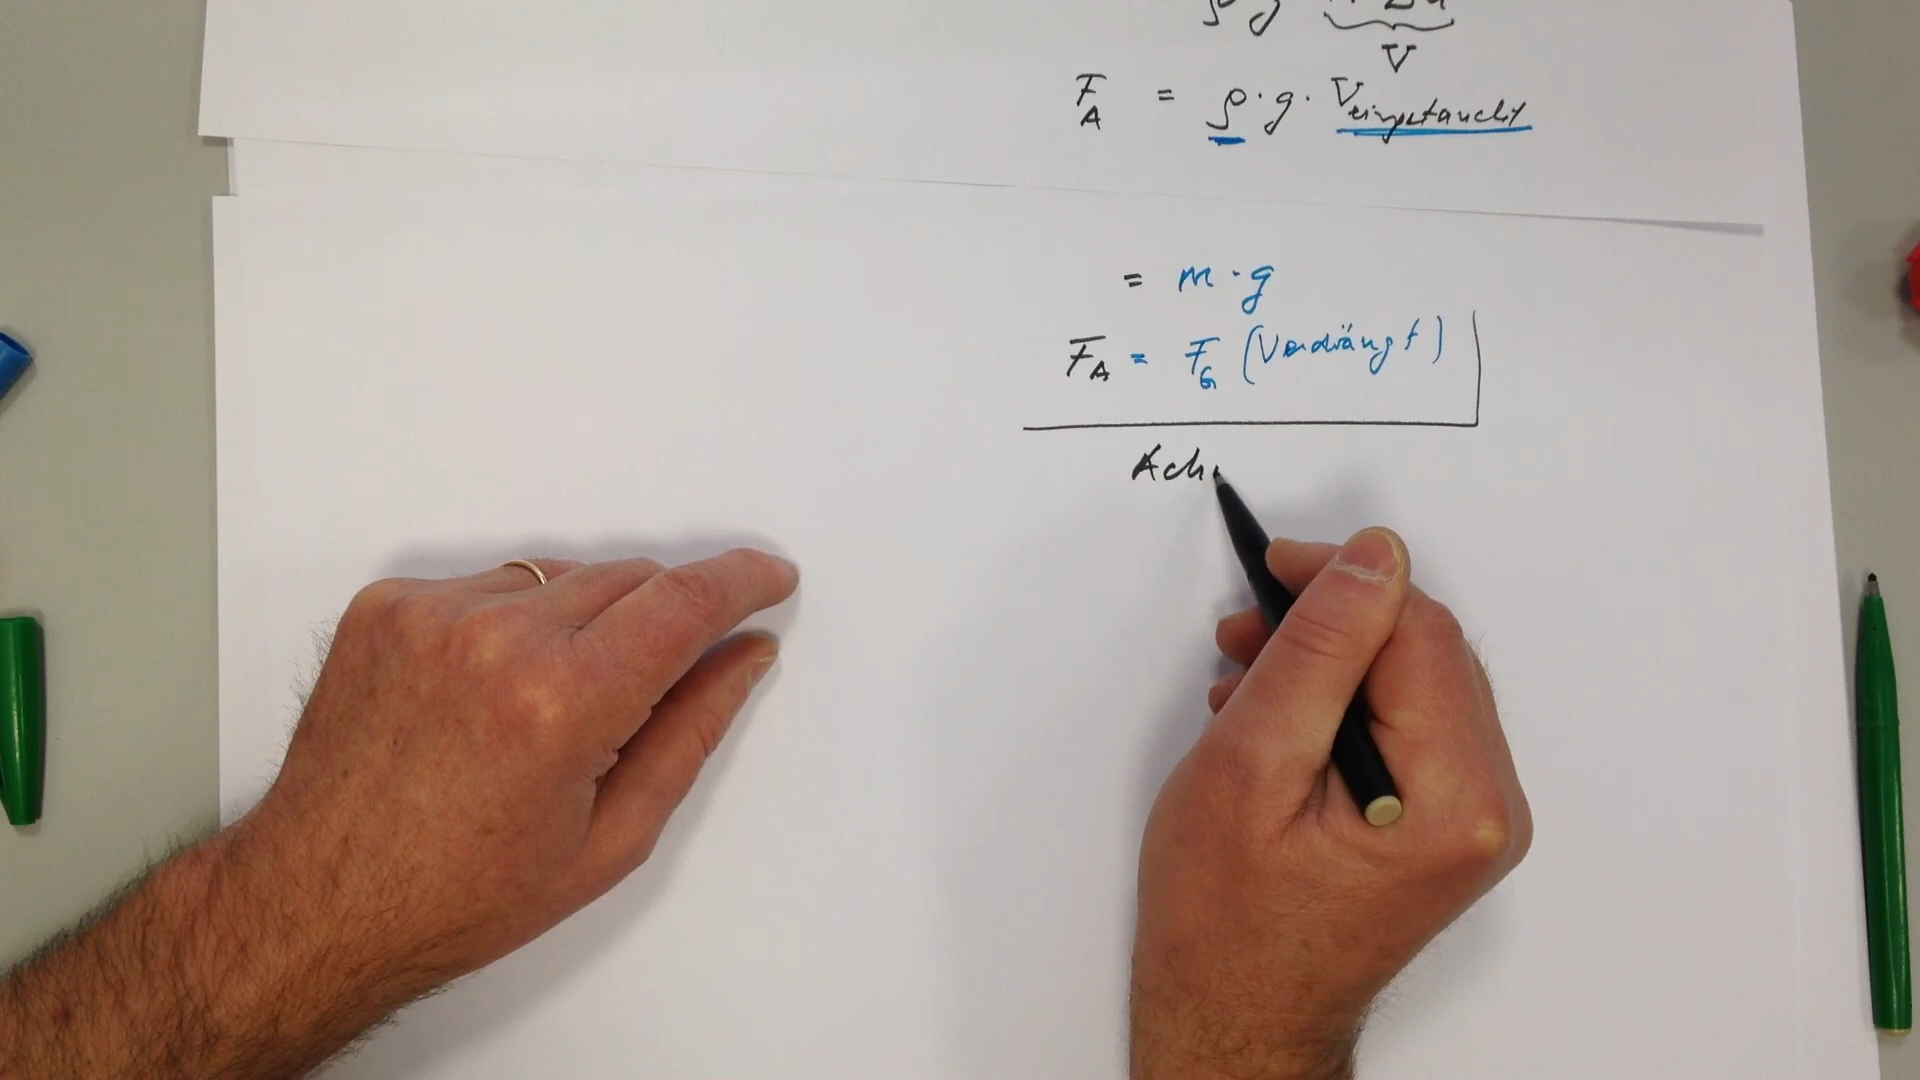 ρ g
V
F_A = ρ · g · V_eingetaucht
= m · g
F_A = F_G (Verdrängt)
Ach